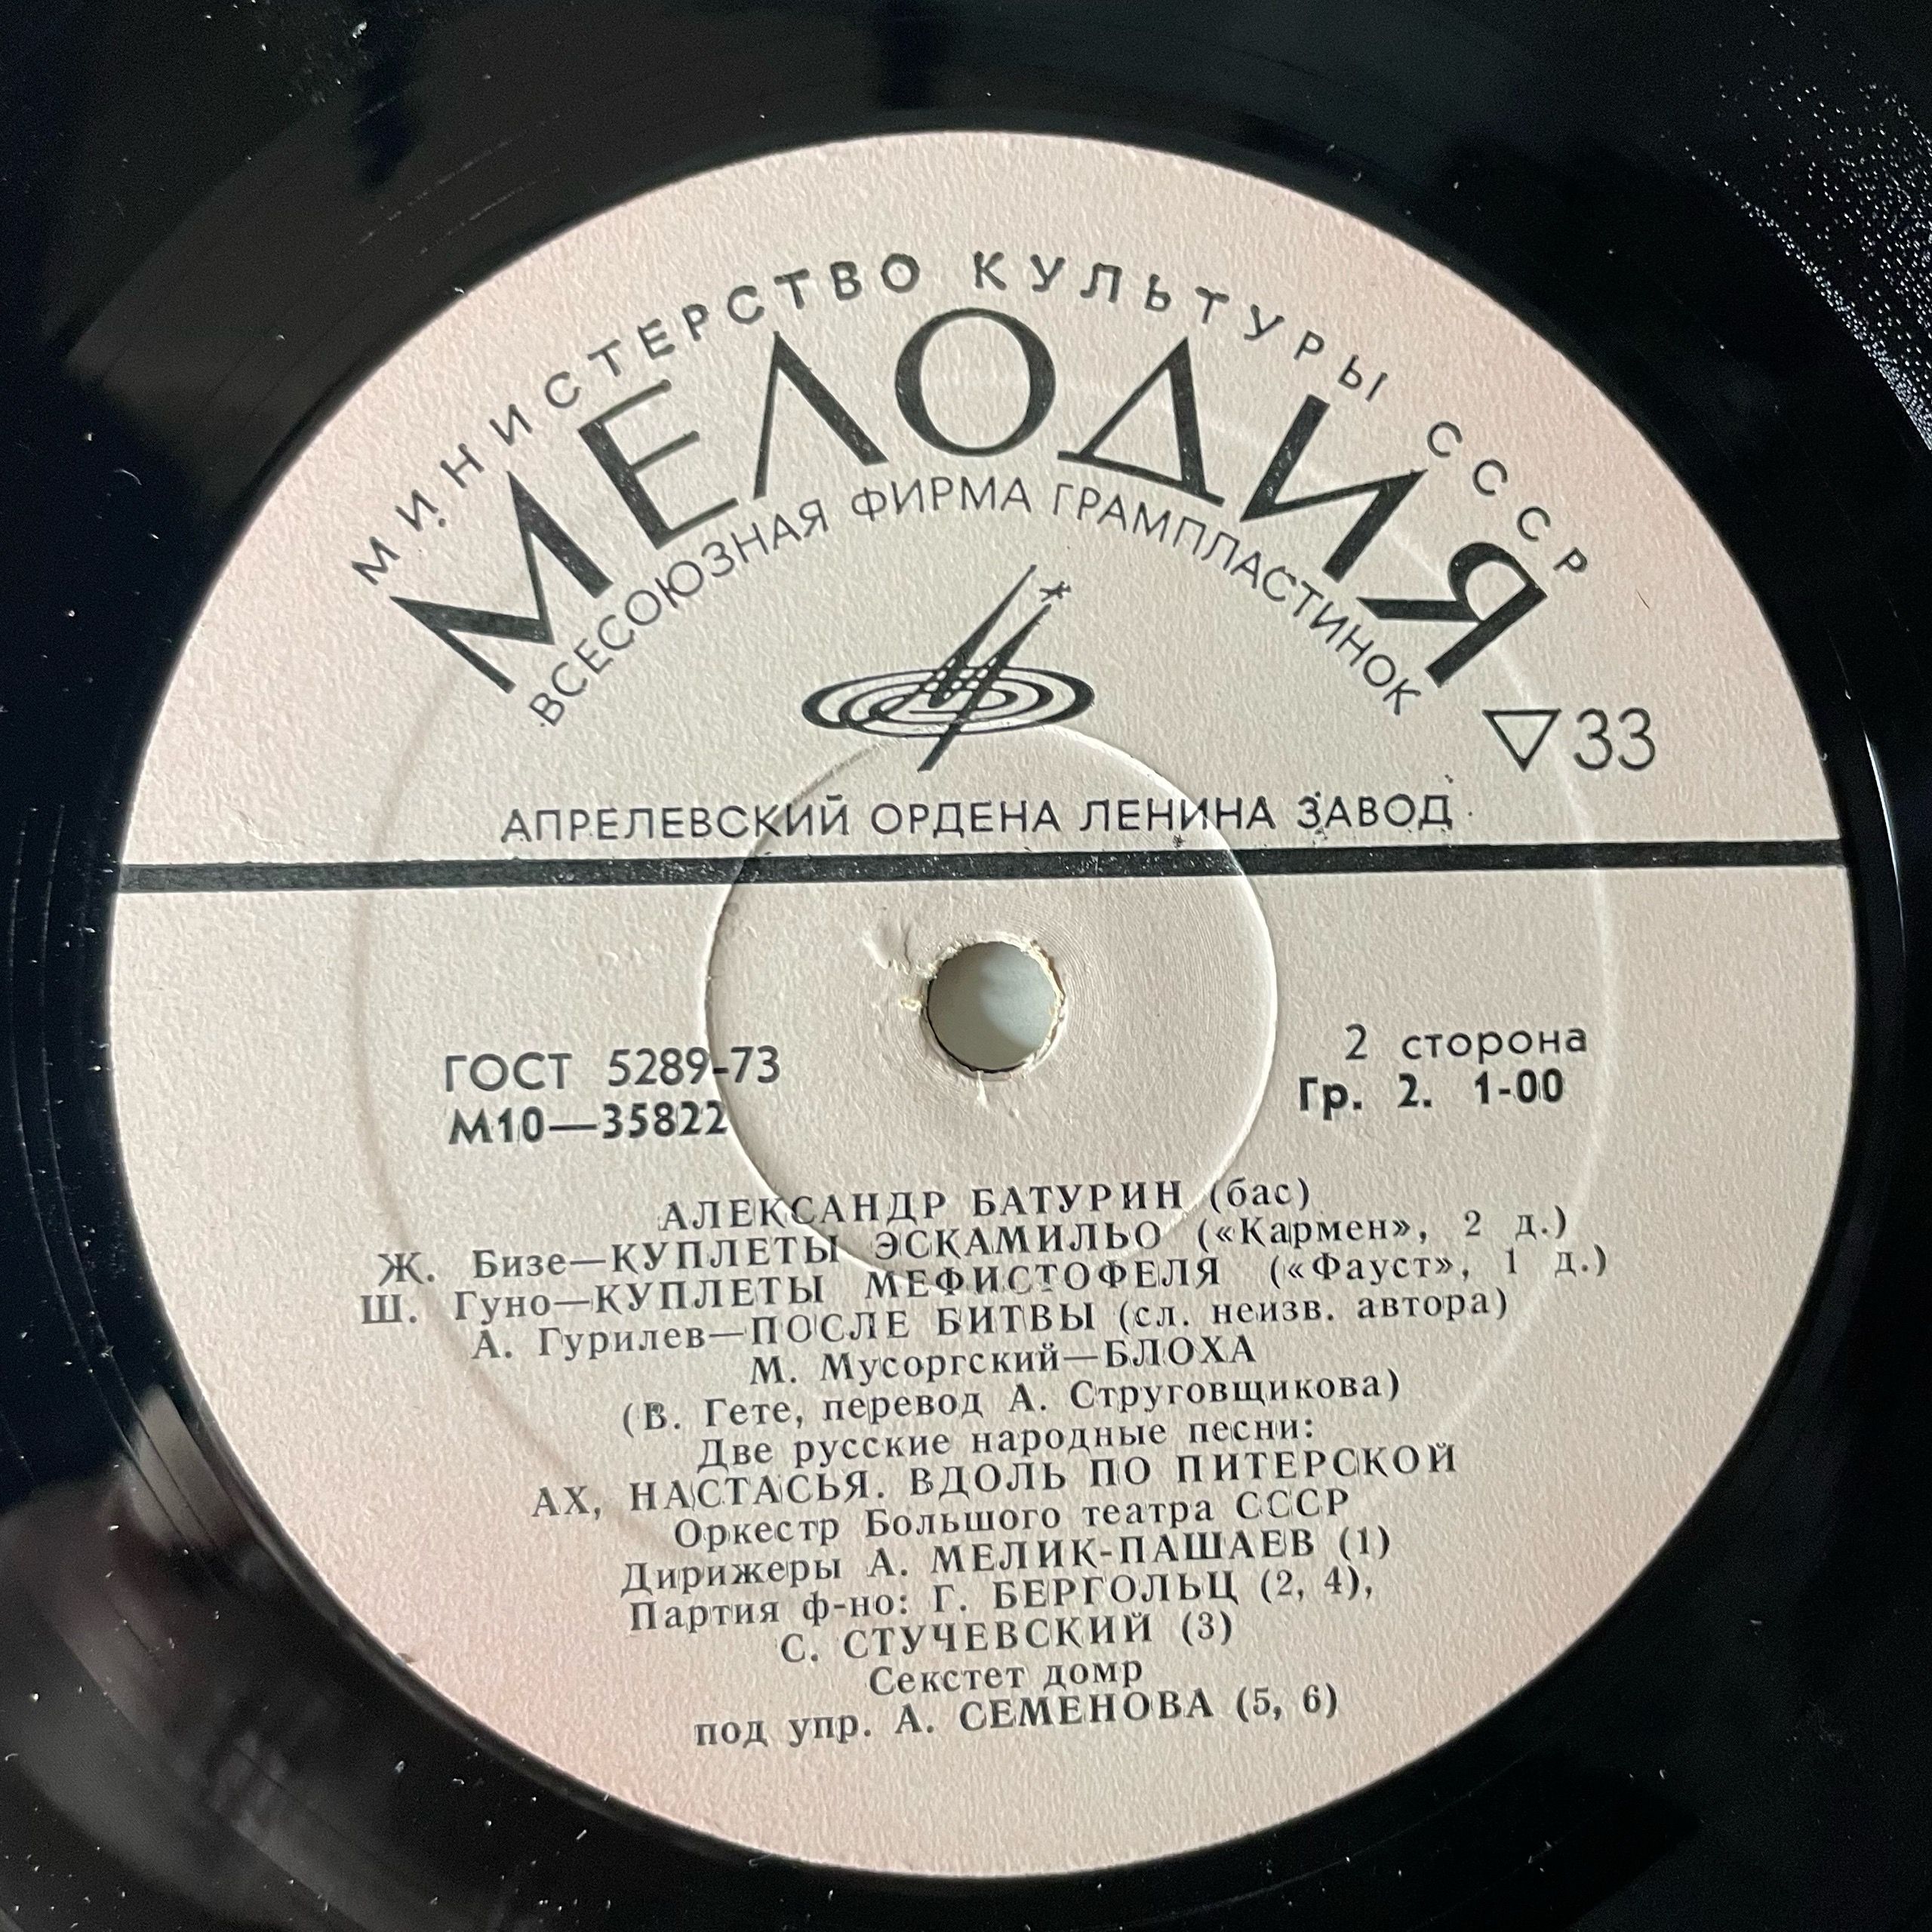 МИНИСТЕРСТВО КУЛЬТУРЫ СССР
МЕЛОДИЯ
ВСЕСОЮЗНАЯ ФИРМА ГРАМПЛАСТИНОК
33
АПРЕЛЕВСКИЙ ОРДЕНА ЛЕНИНА ЗАВОД
ГОСТ 5289-73
М10—35822
2 сторона
Гр. 2. 1-00
АЛЕКСАНДР БАТУРИН (бас)
Ж. Бизе—КУПЛЕТЫ ЭСКАМИЛЬО («Кармен», 2 д.)
Ш. Гуно—КУПЛЕТЫ МЕФИСТОФЕЛЯ («Фауст», 1 д.)
А. Гурилев—ПОСЛЕ БИТВЫ (сл. неизв. автора)
М. Мусоргский—БЛОХА
(В. Гете, перевод А. Струговщикова)
Две русские народные песни:
АХ, НАСТАСЬЯ. ВДОЛЬ ПО ПИТЕРСКОЙ
Оркестр Большого театра СССР
Дирижеры А. МЕЛИК-ПАШАЕВ (1)
Партия ф-но: Г. БЕРГОЛЬЦ (2, 4),
С. СТУЧЕВСКИЙ (3)
Секстет домр
под упр. А. СЕМЕНОВА (5, 6)